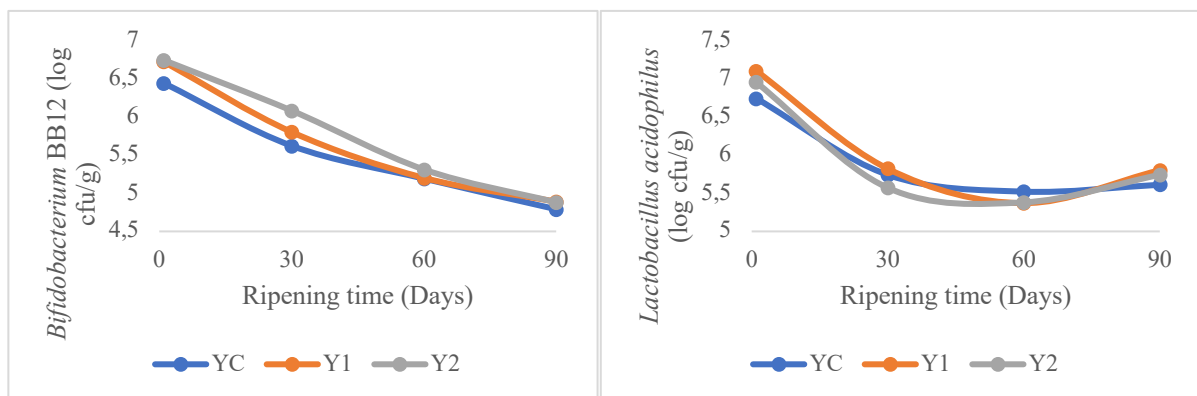 Bifidobacterium BB12 (log
cfu/g)
7
6,5
6
5,5
5
4,5
0 30 60 90
Ripening time (Days)
YC Y1 Y2
Lactobacillus acidophilus
(log cfu/g)
7,5
7
6,5
6
5,5
5
0 30 60 90
Ripening time (Days)
YC Y1 Y2